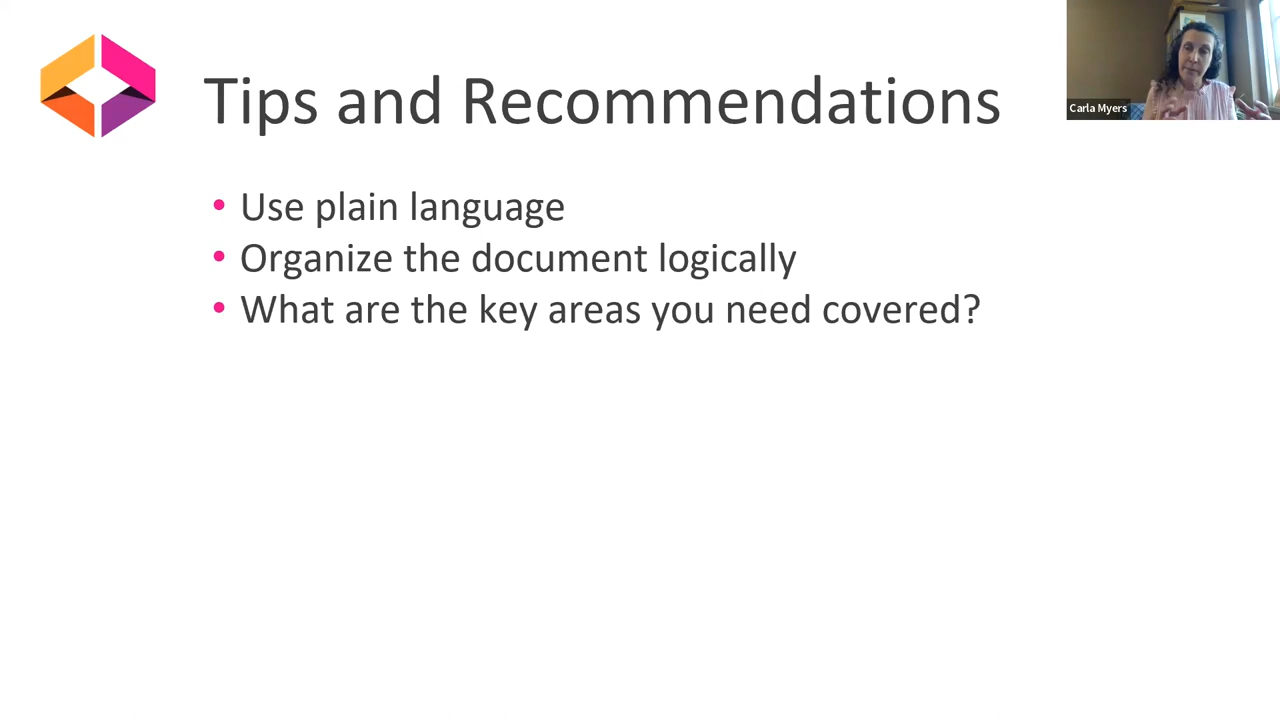 Tips and Recommendations
Carla Myers
• Use plain language
• Organize the document logically
• What are the key areas you need covered?